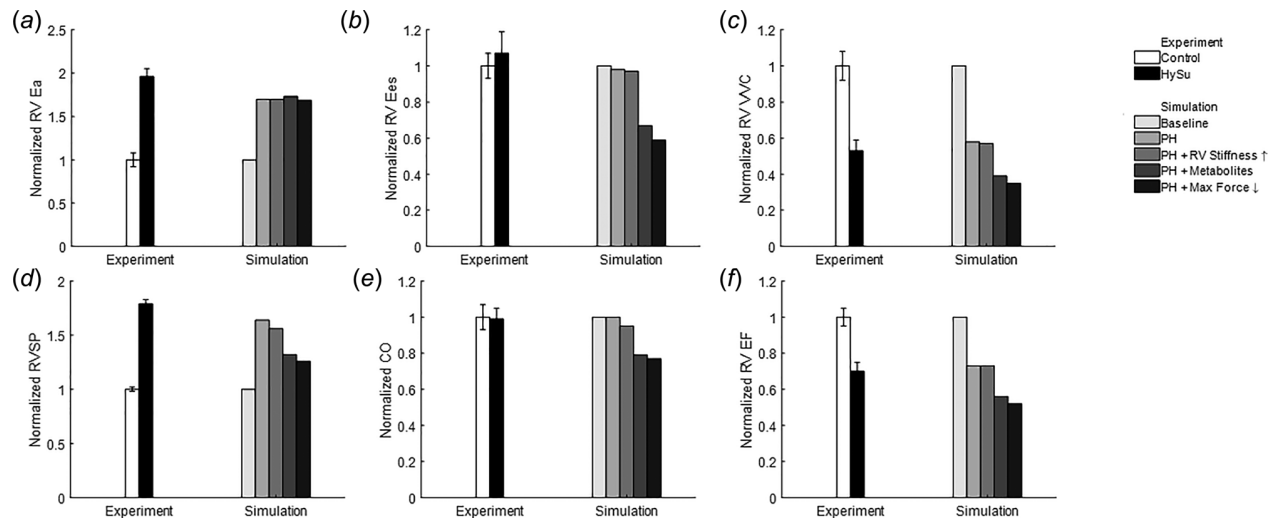 (a)
Normalized RV Ea
2.5
2
1.5
1
0.5
0
Experiment Simulation
(b)
Normalized RV Ees
1.2
1
0.8
0.6
0.4
0.2
0
Experiment Simulation
(c)
Normalized RV VVC
1.2
1
0.8
0.6
0.4
0.2
0
Experiment Simulation
Experiment
Control
HySu
Simulation
Baseline
PH
PH +RV Stiffness ↑
PH +Metabolites
PH +Max Force ↓
(d)
Normalized RVSP
2
1.5
1
0.5
0
Experiment Simulation
(e)
Normalized CO
1.2
1
0.8
0.6
0.4
0.2
0
Experiment Simulation
(f)
Normalized RV EF
1.2
1
0.8
0.6
0.4
0.2
0
Experiment Simulation